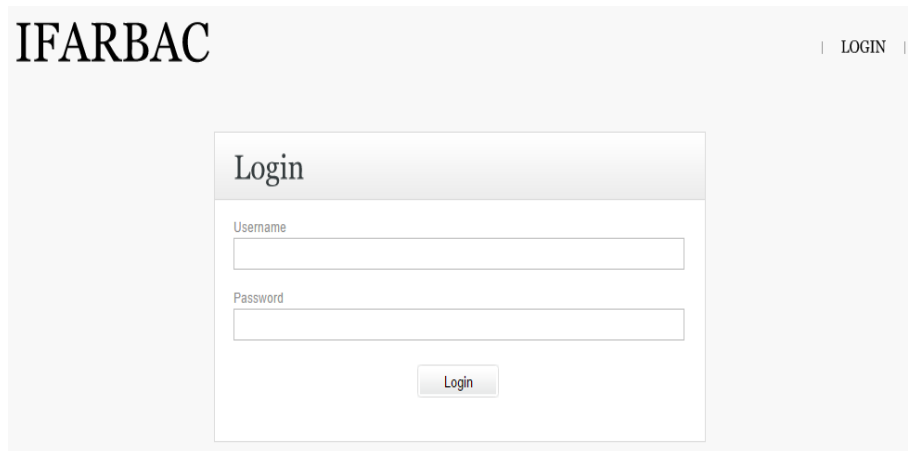 IFARBAC
| LOGIN |
Login
Username
Password
Login